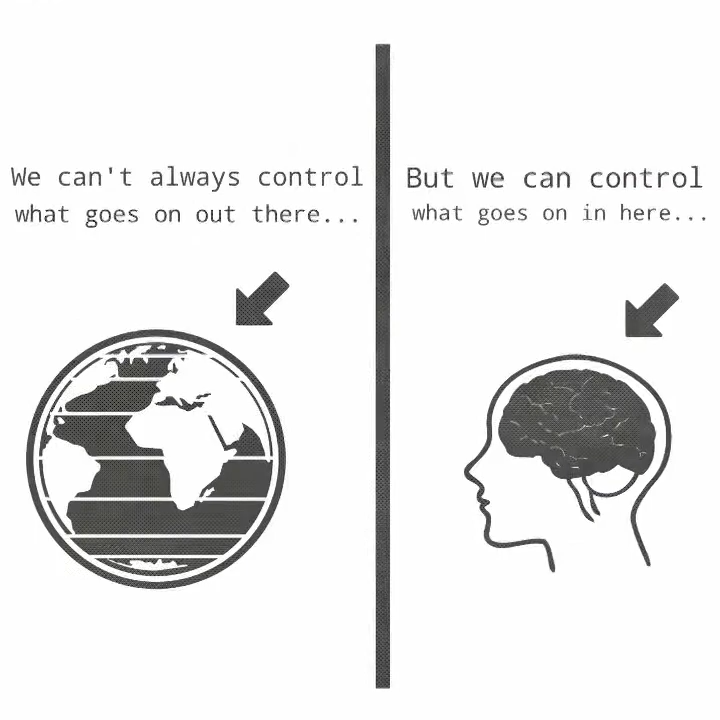 We can't always control
what goes on out there...
But we can control
what goes on in here...